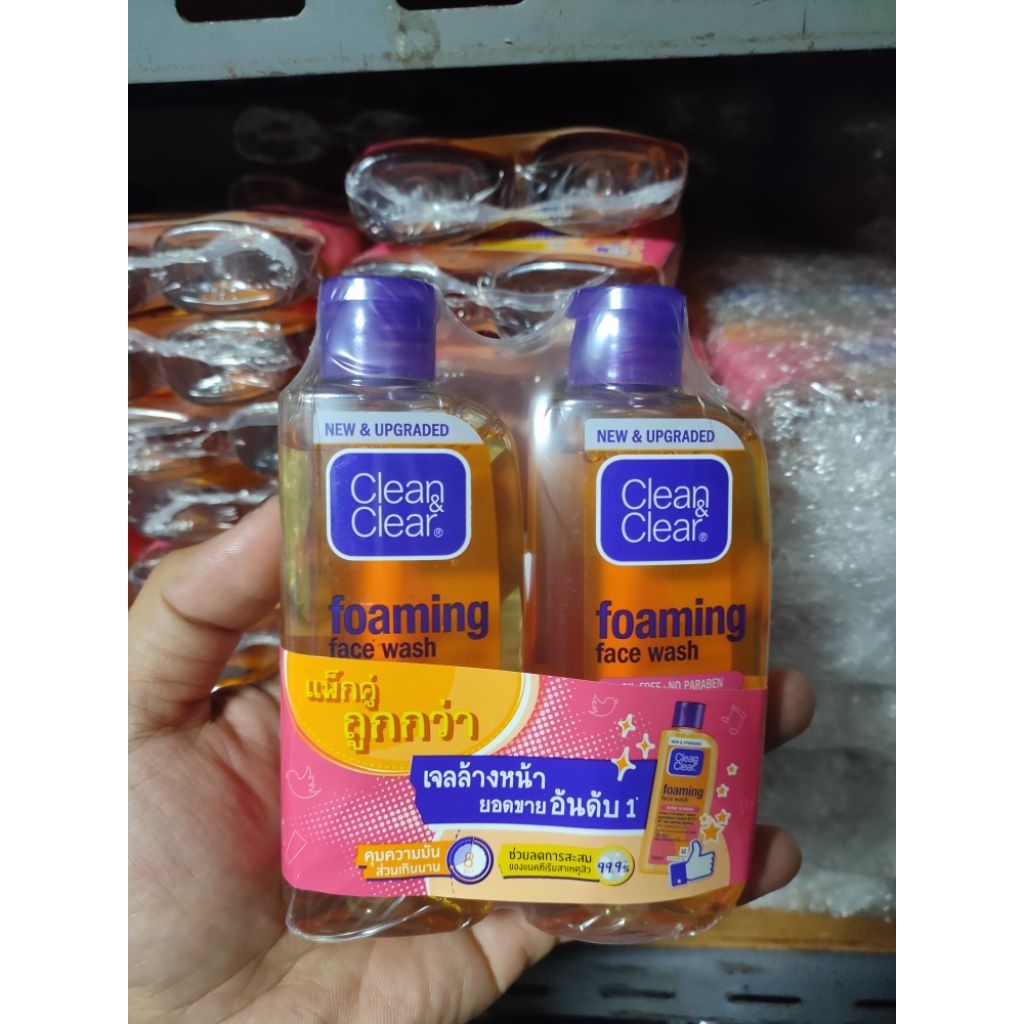 NEW & UPGRADED
Clean
&
Clear®
foaming
face wash
NEW & UPGRADED
Clean
&
Clear®
foaming
face wash
OIL FREE • NO PARABEN
แพ็กคู่
ถูกกว่า
เจลล้างหน้า
ยอดขาย อันดับ 1*
คุมความมัน
ส่วนเกินนาน
8
ช่วยลดการสะสม
ของแบคทีเรียสาเหตุสิว
99.9%
NEW & UPGRADED
Clean
&
Clear®
foaming
face wash